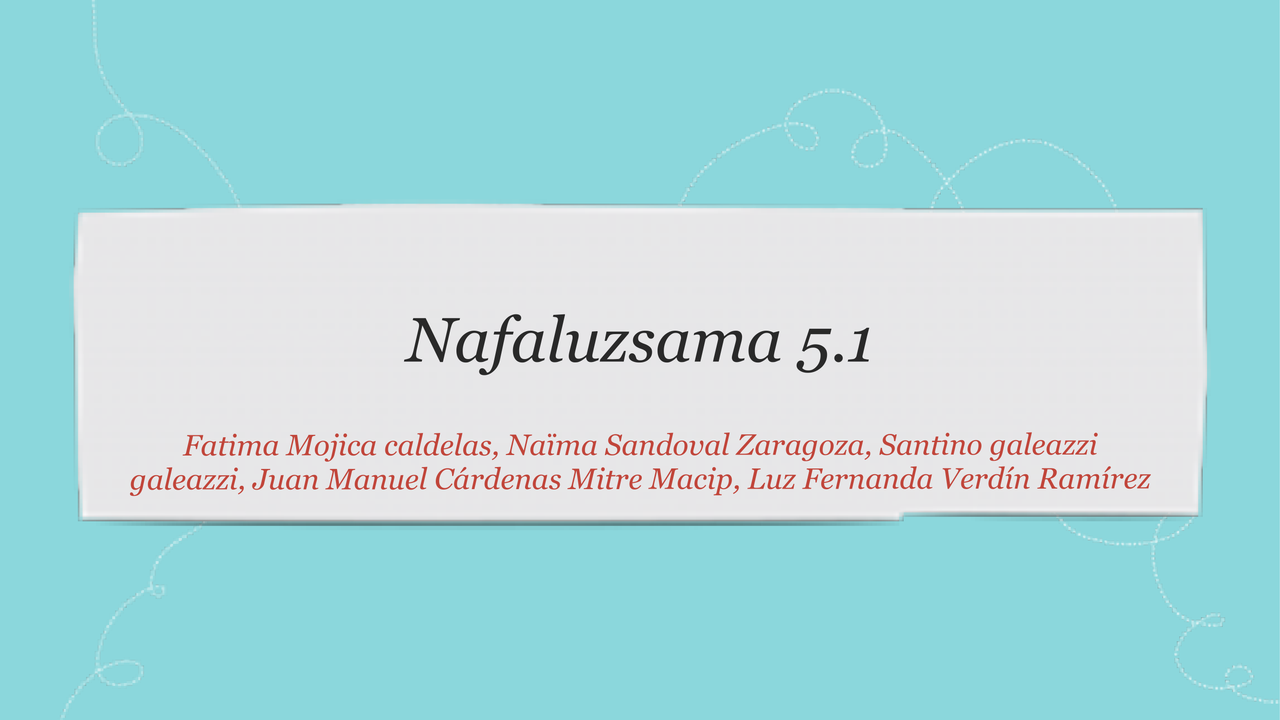 Nafaluzsama 5.1
Fatima Mojica caldelas, Naïma Sandoval Zaragoza, Santino galeazzi
galeazzi, Juan Manuel Cárdenas Mitre Macip, Luz Fernanda Verdín Ramírez